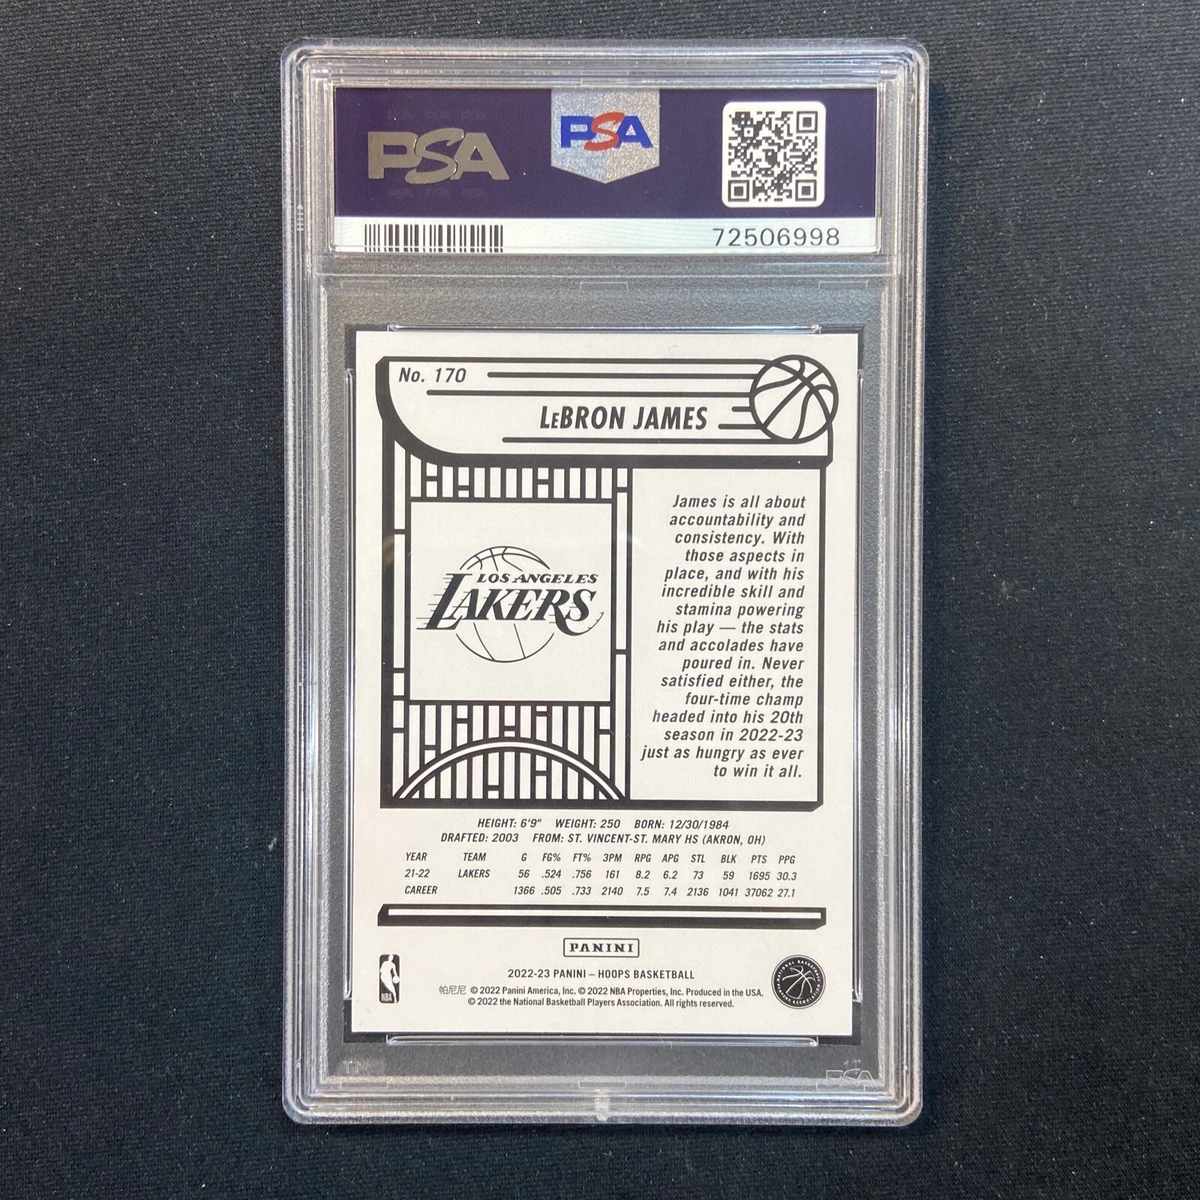 PSA
PSA
72506998
No. 170
LeBRON JAMES
LOS ANGELES
LAKERS
James is all about
accountability and
consistency. With
those aspects in
place, and with his
incredible skill and
stamina powering
his play — the stats
and accolades have
poured in. Never
satisfied either, the
four-time champ
headed into his 20th
season in 2022-23
just as hungry as ever
to win it all.
HEIGHT: 6'9" WEIGHT: 250 BORN: 12/30/1984
DRAFTED: 2003 FROM: ST. VINCENT-ST. MARY HS (AKRON, OH)
YEAR TEAM G FG% FT% 3PM RPG APG STL BLK PTS PPG
21-22 LAKERS 56 .524 .756 161 8.2 6.2 73 59 1695 30.3
CAREER 1366 .505 .733 2140 7.5 7.4 2136 1041 37062 27.1
PANINI
2022-23 PANINI – HOOPS BASKETBALL
帕尼尼 © 2022 Panini America, Inc. © 2022 NBA Properties, Inc. Produced in the USA.
© 2022 the National Basketball Players Association. All rights reserved.
NBA
NATIONAL BASKETBALL PLAYERS ASSOCIATION
PSA